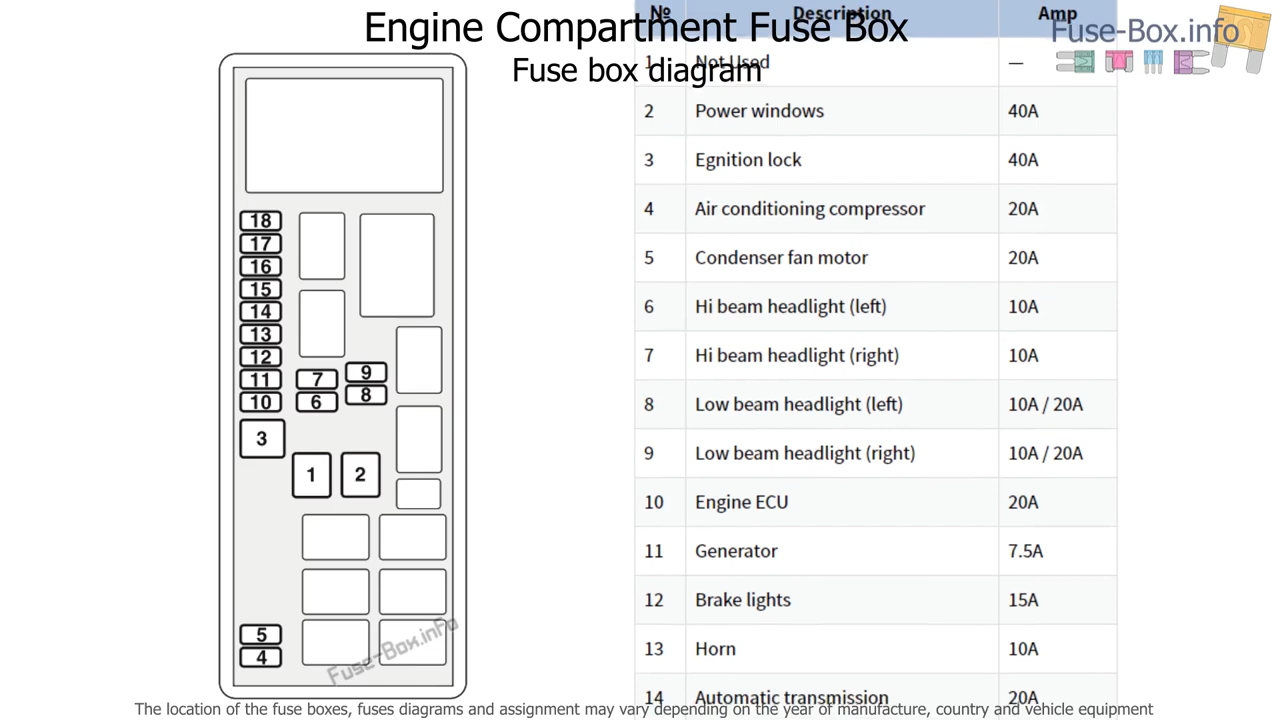 Engine Compartment Fuse Box
Fuse box diagram
Fuse-Box.info
№ Description Amp
1 Not Used —
2 Power windows 40A
3 Egnition lock 40A
4 Air conditioning compressor 20A
5 Condenser fan motor 20A
6 Hi beam headlight (left) 10A
7 Hi beam headlight (right) 10A
8 Low beam headlight (left) 10A / 20A
9 Low beam headlight (right) 10A / 20A
10 Engine ECU 20A
11 Generator 7.5A
12 Brake lights 15A
13 Horn 10A
14 Automatic transmission 20A
18
17
16
15
14
13
12
11 7 9
10 6 8
3
1 2
5
4
Fuse-Box.info
The location of the fuse boxes, fuses diagrams and assignment may vary depending on the year of manufacture, country and vehicle equipment